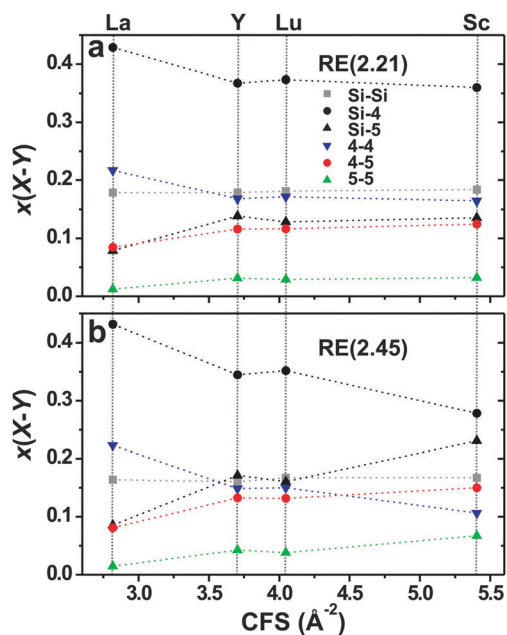 La Y Lu Sc
a
RE(2.21)
Si-Si
Si-4
Si-5
4-4
4-5
5-5
0.4
0.3
0.2
0.1
0.0
x(X-Y)
b
RE(2.45)
0.4
0.3
0.2
0.1
0.0
x(X-Y)
3.0 3.5 4.0 4.5 5.0 5.5
CFS (Å⁻²)